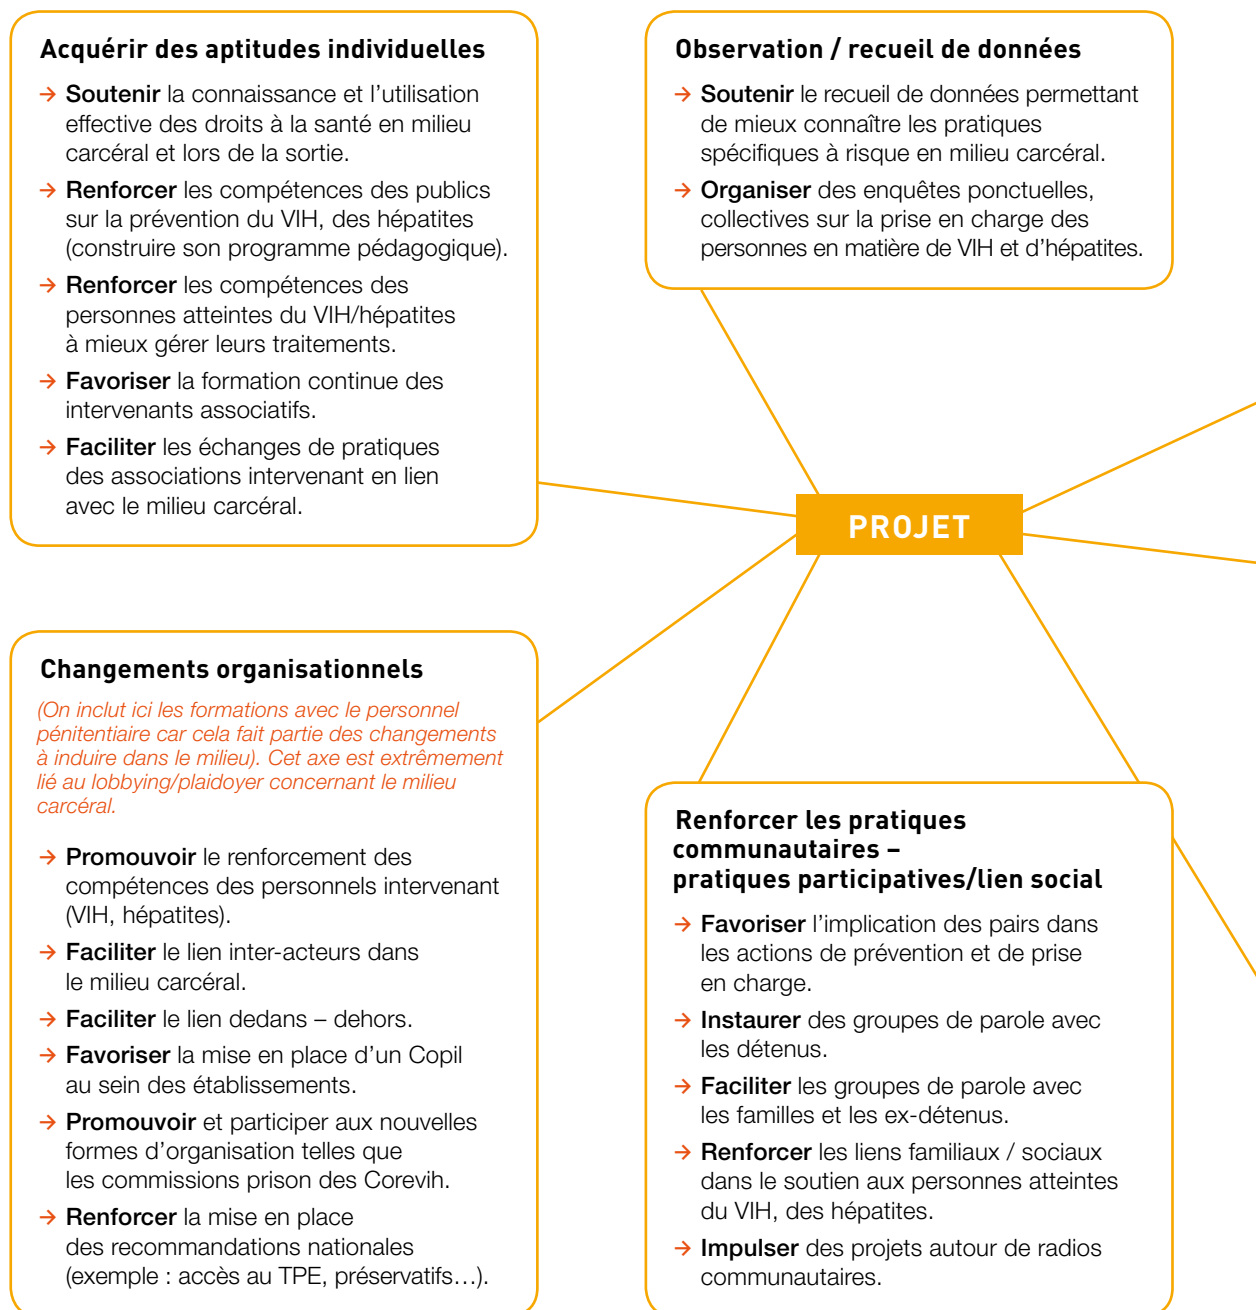 Acquérir des aptitudes individuelles
→ Soutenir la connaissance et l’utilisation
effective des droits à la santé en milieu
carcéral et lors de la sortie.
→ Renforcer les compétences des publics
sur la prévention du VIH, des hépatites
(construire son programme pédagogique).
→ Renforcer les compétences des
personnes atteintes du VIH/hépatites
à mieux gérer leurs traitements.
→ Favoriser la formation continue des
intervenants associatifs.
→ Faciliter les échanges de pratiques
des associations intervenant en lien
avec le milieu carcéral.
Observation / recueil de données
→ Soutenir le recueil de données permettant
de mieux connaître les pratiques
spécifiques à risque en milieu carcéral.
→ Organiser des enquêtes ponctuelles,
collectives sur la prise en charge des
personnes en matière de VIH et d’hépatites.
PROJET
Changements organisationnels
(On inclut ici les formations avec le personnel
pénitentiaire car cela fait partie des changements
à induire dans le milieu). Cet axe est extrêmement
lié au lobbying/plaidoyer concernant le milieu
carcéral.
→ Promouvoir le renforcement des
compétences des personnels intervenant
(VIH, hépatites).
→ Faciliter le lien inter-acteurs dans
le milieu carcéral.
→ Faciliter le lien dedans – dehors.
→ Favoriser la mise en place d’un Copil
au sein des établissements.
→ Promouvoir et participer aux nouvelles
formes d’organisation telles que
les commissions prison des Corevih.
→ Renforcer la mise en place
des recommandations nationales
(exemple : accès au TPE, préservatifs…).
Renforcer les pratiques
communautaires –
pratiques participatives/lien social
→ Favoriser l’implication des pairs dans
les actions de prévention et de prise
en charge.
→ Instaurer des groupes de parole avec
les détenus.
→ Faciliter les groupes de parole avec
les familles et les ex-détenus.
→ Renforcer les liens familiaux / sociaux
dans le soutien aux personnes atteintes
du VIH, des hépatites.
→ Impulser des projets autour de radios
communautaires.